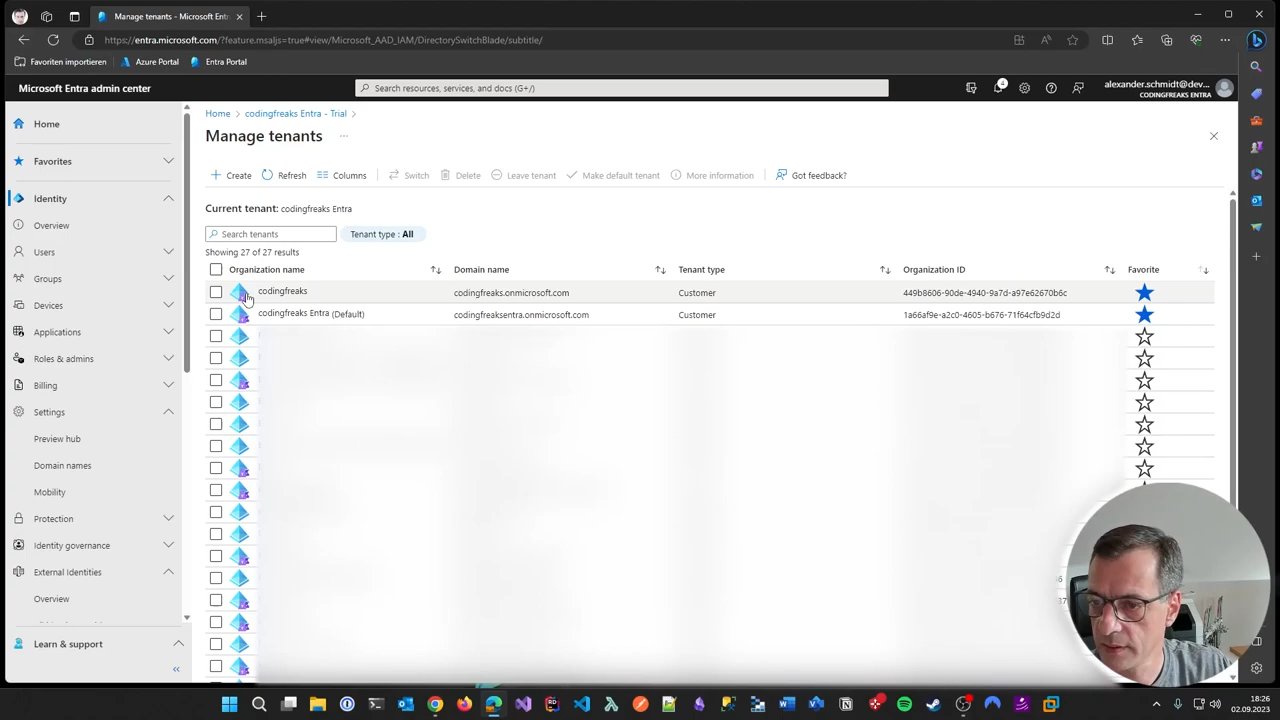 Manage tenants - Microsoft Entr
https://entra.microsoft.com/?feature.msaljs=true#view/Microsoft_AAD_IAM/DirectorySwitchBlade/subtitle/
Favoriten importieren
Azure Portal
Entra Portal
Microsoft Entra admin center
Search resources, services, and docs (G+/)
4
alexander.schmidt@dev...
CODINGFREAKS ENTRA
Home
Favorites
Identity
Overview
Users
Groups
Devices
Applications
Roles & admins
Billing
Settings
Preview hub
Domain names
Mobility
Protection
Identity governance
External Identities
Overview
Learn & support
Home > codingfreaks Entra - Trial >
Manage tenants ...
Create
Refresh
Columns
Switch
Delete
Leave tenant
Make default tenant
More information
Got feedback?
Current tenant: codingfreaks Entra
Search tenants
Tenant type : All
Showing 27 of 27 results
Organization name Domain name Tenant type Organization ID Favorite
codingfreaks codingfreaks.onmicrosoft.com Customer 449b8606-90de-4940-9a7d-a97e62670b6c
codingfreaks Entra (Default) codingfreaksentra.onmicrosoft.com Customer 1a66af9e-a2c0-4605-b676-71f64cfb9d2d
18:26
02.09.2023